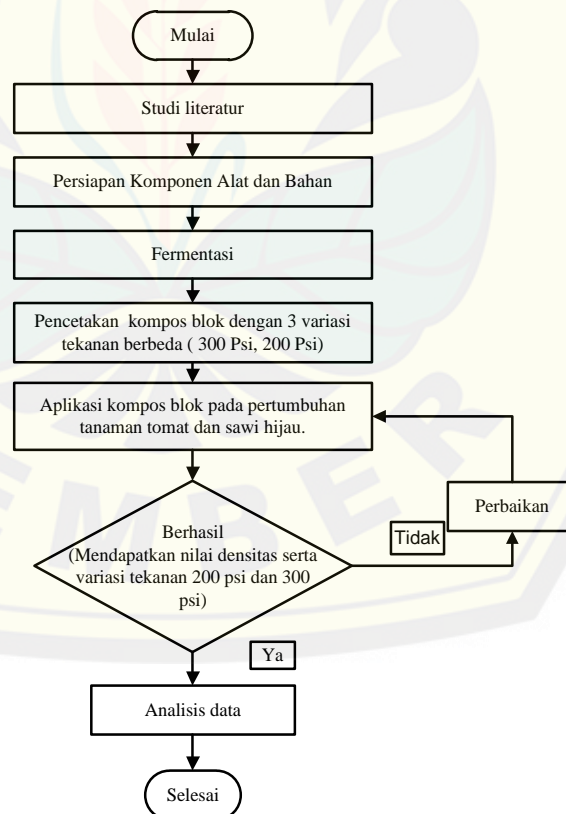 Mulai
Studi literatur
Persiapan Komponen Alat dan Bahan
Fermentasi
Pencetakan kompos blok dengan 3 variasi
tekanan berbeda ( 300 Psi, 200 Psi)
Aplikasi kompos blok pada pertumbuhan
tanaman tomat dan sawi hijau.
Berhasil
(Mendapatkan nilai densitas serta
variasi tekanan 200 psi dan 300
psi)
Tidak
Perbaikan
Ya
Analisis data
Selesai
EMBER